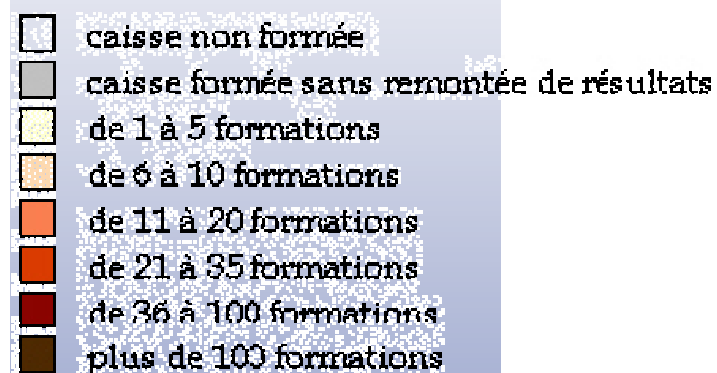 caisse non formée
caisse formée sans remontée de résultats
de 1 à 5 formations
de 6 à 10 formations
de 11 à 20 formations
de 21 à 35 formations
de 36 à 100 formations
plus de 100 formations